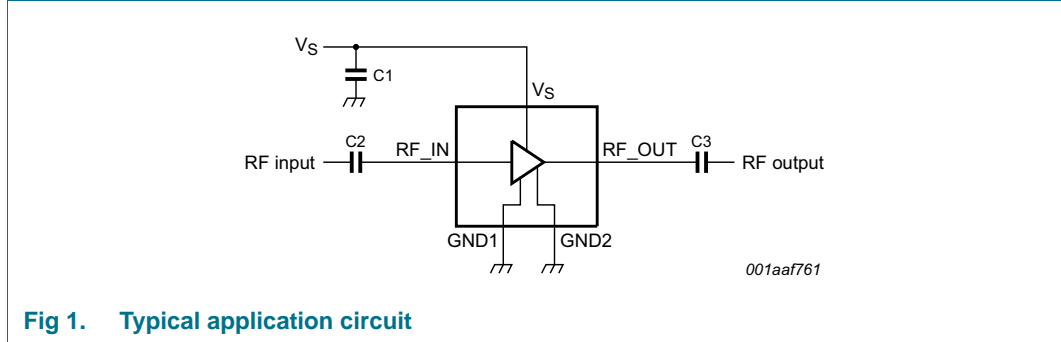 VS
C1
VS
C2
RF_IN
RF_OUT
C3
RF input
RF output
GND1
GND2
001aaf761
Fig 1. Typical application circuit